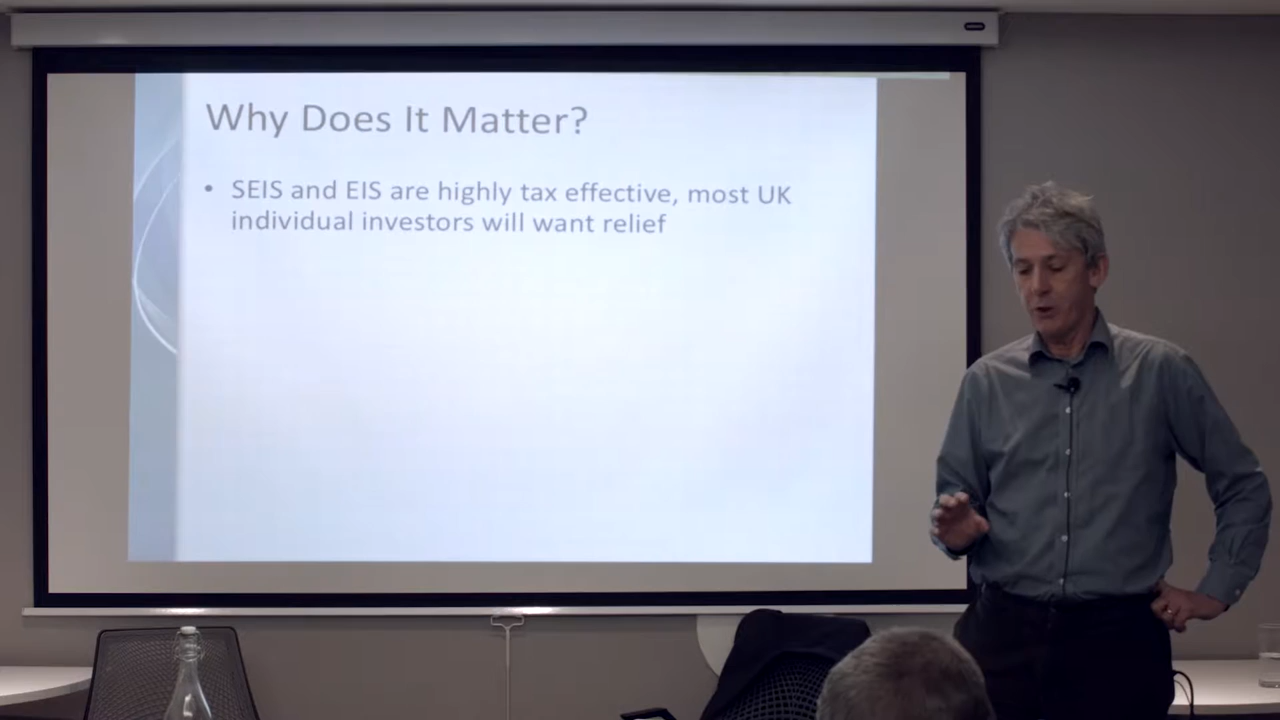 Why Does It Matter?
• SEIS and EIS are highly tax effective, most UK
individual investors will want relief